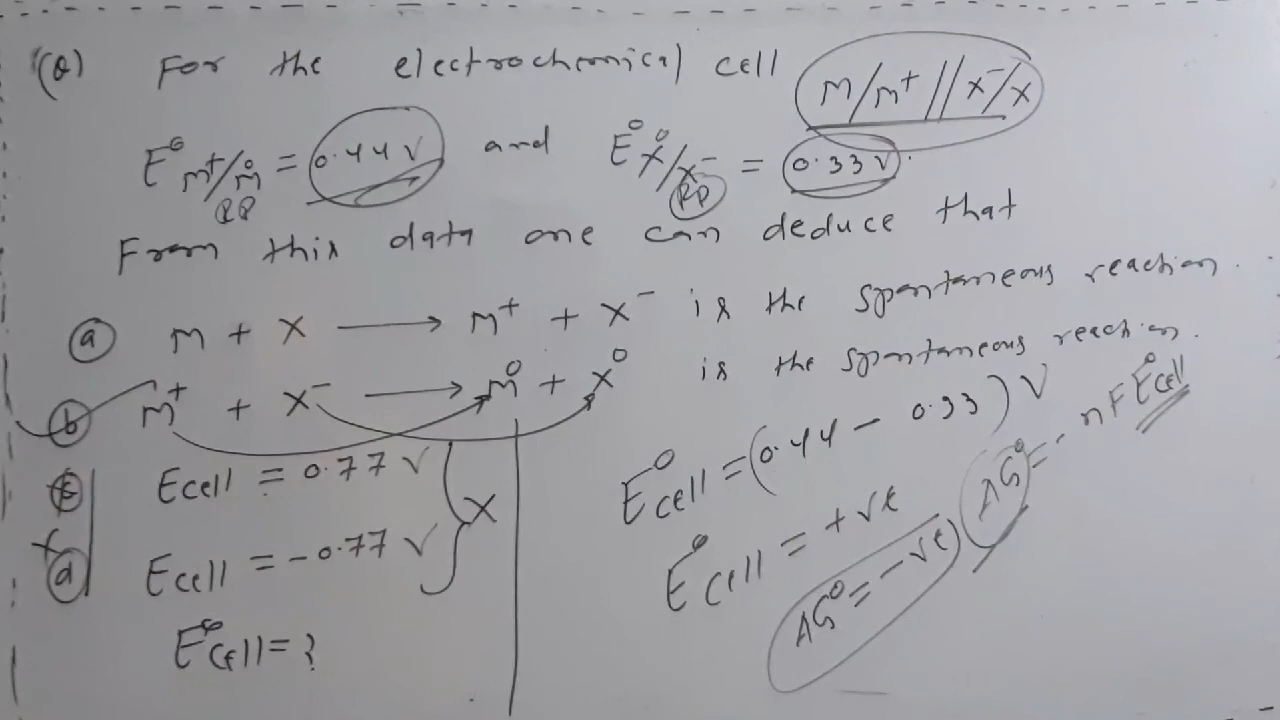 (Q) For the electrochemical cell M/M⁺//X⁻/X
E° M⁺/M° = 0.44 V and E° X°/X⁻ = 0.33 V.
RP RP
From this data one can deduce that
(a) M + X → M⁺ + X⁻ is the spontaneous reaction.
(b) M⁺ + X⁻ → M° + X° is the spontaneous reaction.
(c) Ecell = 0.77 V
(d) Ecell = -0.77 V
X
E°cell = ?
E°cell = (0.44 - 0.33) V
E°cell = +ve
ΔG° = -ve
ΔG° = -nFE°cell